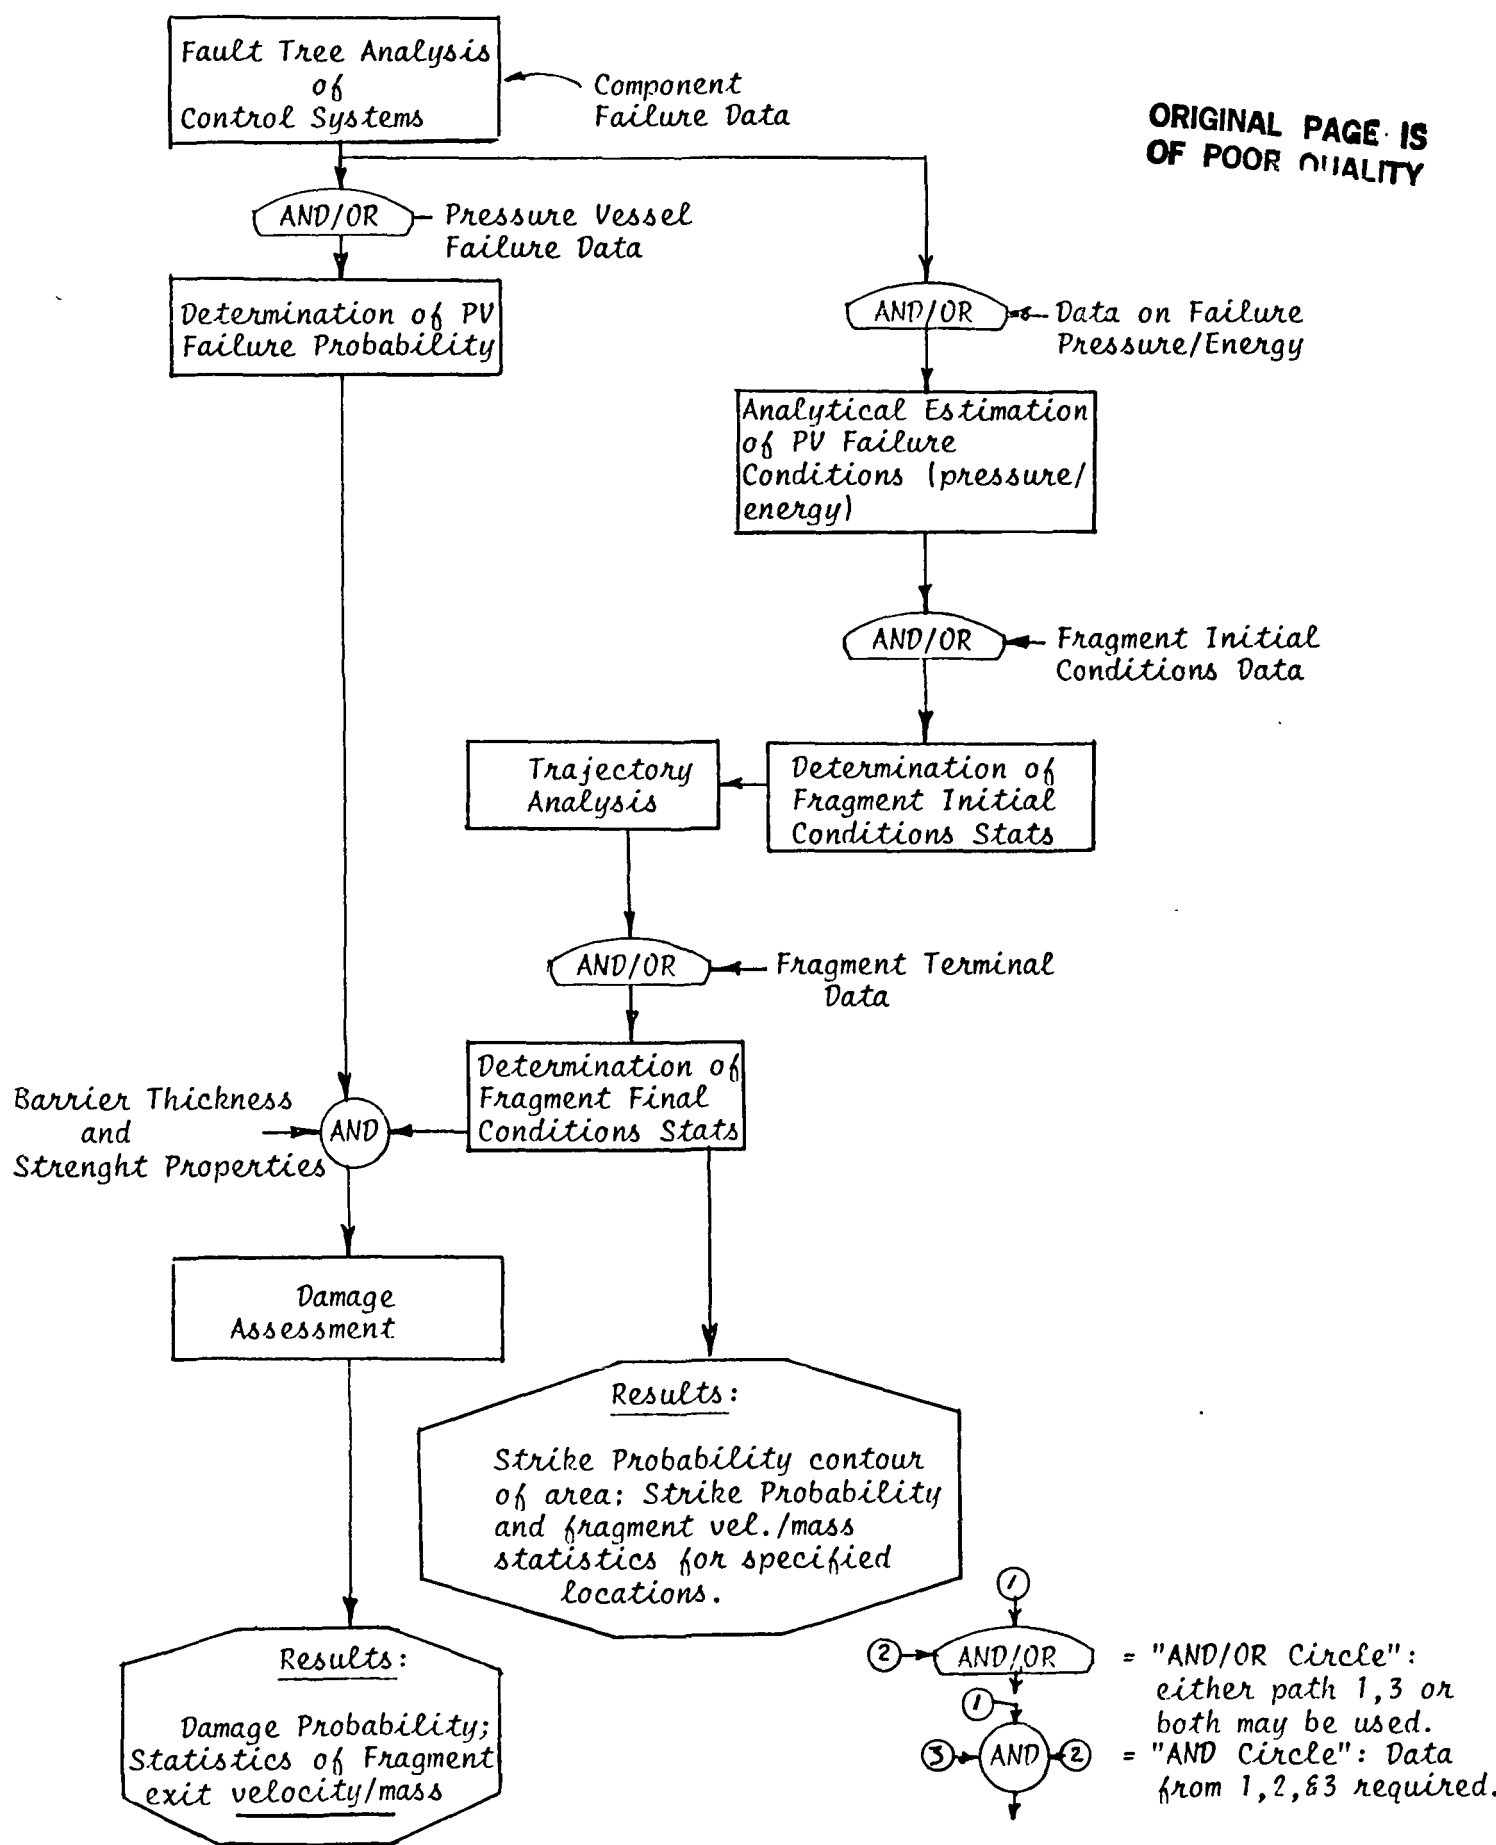 Fault Tree Analysis
of
Control Systems
Component
Failure Data
ORIGINAL PAGE IS
OF POOR QUALITY
AND/OR
Pressure Vessel
Failure Data
Determination of PV
Failure Probability
AND/OR
Data on Failure
Pressure/Energy
Analytical Estimation
of PV Failure
Conditions (pressure/
energy)
AND/OR
Fragment Initial
Conditions Data
Trajectory
Analysis
Determination of
Fragment Initial
Conditions Stats
AND/OR
Fragment Terminal
Data
Determination of
Fragment Final
Conditions Stats
Barrier Thickness
and
Strenght Properties
AND
Damage
Assessment
Results:
Strike Probability contour
of area; Strike Probability
and fragment vel./mass
statistics for specified
locations.
Results:
Damage Probability;
Statistics of Fragment
exit velocity/mass
1
2
AND/OR
= "AND/OR Circle":
either path 1,3 or
both may be used.
1
3
AND
2
= "AND Circle": Data
from 1,2,&3 required.